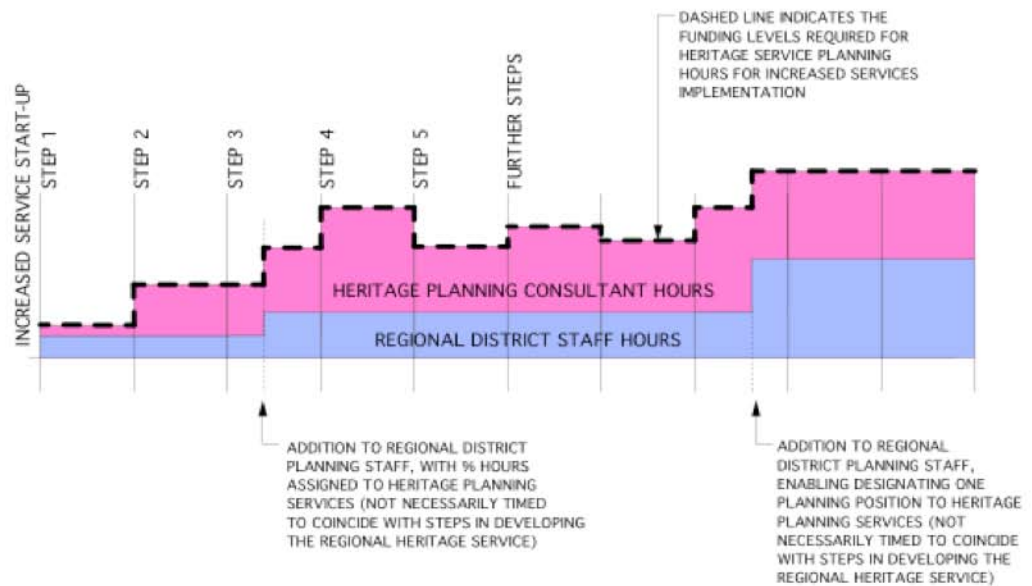 DASHED LINE INDICATES THE
FUNDING LEVELS REQUIRED FOR
HERITAGE SERVICE PLANNING
HOURS FOR INCREASED SERVICES
IMPLEMENTATION
INCREASED SERVICE START-UP
STEP 1
STEP 2
STEP 3
STEP 4
STEP 5
FURTHER STEPS
HERITAGE PLANNING CONSULTANT HOURS
REGIONAL DISTRICT STAFF HOURS
ADDITION TO REGIONAL DISTRICT
PLANNING STAFF, WITH % HOURS
ASSIGNED TO HERITAGE PLANNING
SERVICES (NOT NECESSARILY TIMED
TO COINCIDE WITH STEPS IN DEVELOPING
THE REGIONAL HERITAGE SERVICE)
ADDITION TO REGIONAL
DISTRICT PLANNING STAFF,
ENABLING DESIGNATING ONE
PLANNING POSITION TO HERITAGE
PLANNING SERVICES (NOT
NECESSARILY TIMED TO COINCIDE
WITH STEPS IN DEVELOPING THE
REGIONAL HERITAGE SERVICE)